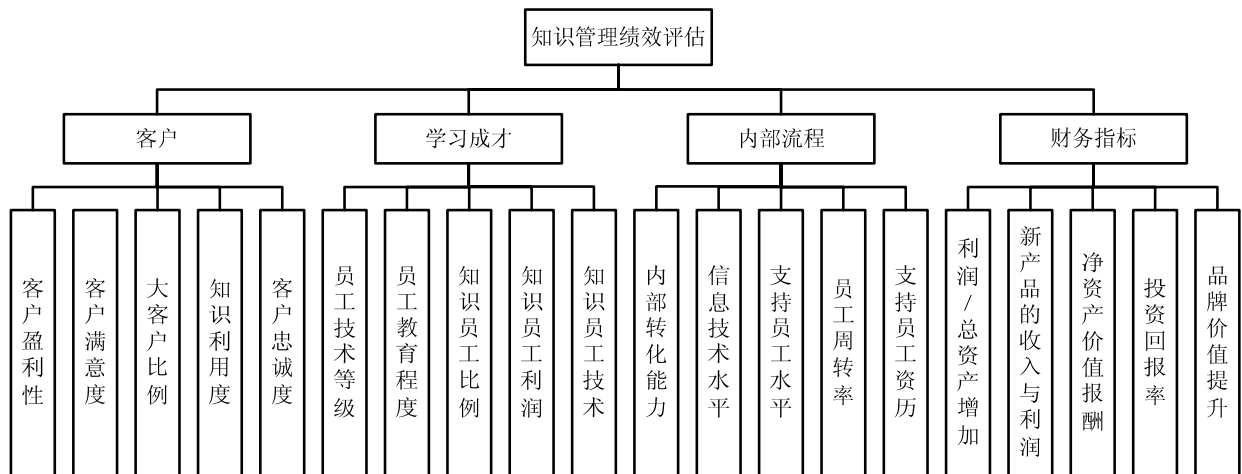 知识管理绩效评估
客户
学习成才
内部流程
财务指标
客户盈利性
客户满意度
大客户比例
知识利用度
客户忠诚度
员工技术等级
员工教育程度
知识员工比例
知识员工利润
知识员工技术
内部转化能力
信息技术水平
支持员工水平
员工周转率
支持员工资历
利润/总资产增加
新产品的收入与利润
净资产价值报酬
投资回报率
品牌价值提升